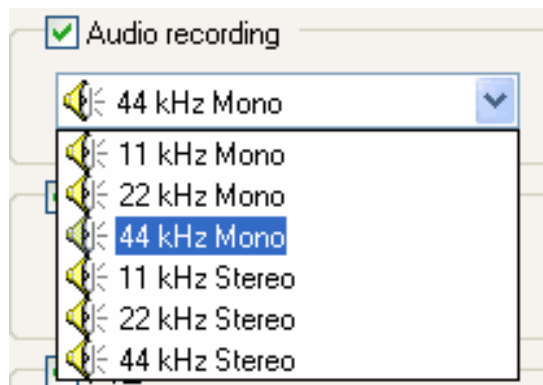 Audio recording
44 kHz Mono
11 kHz Mono
22 kHz Mono
44 kHz Mono
11 kHz Stereo
22 kHz Stereo
44 kHz Stereo